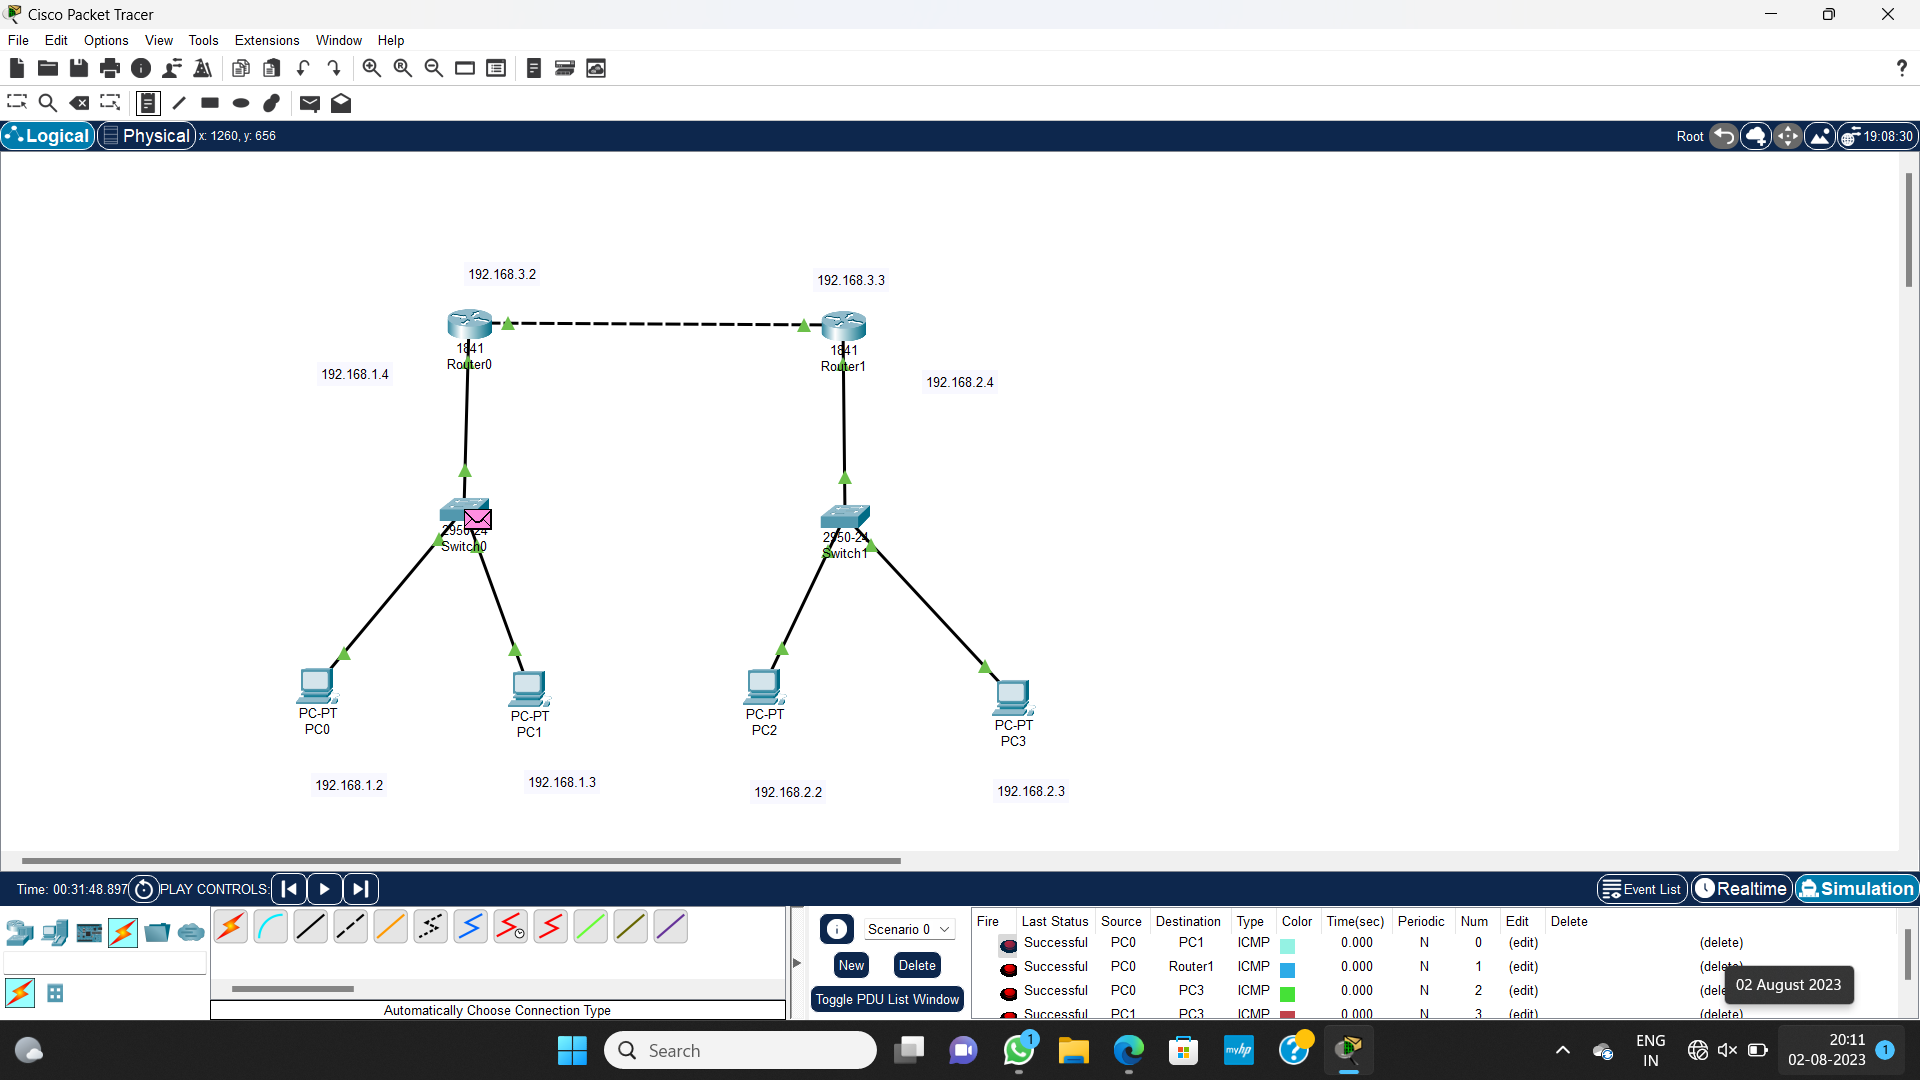 Cisco Packet Tracer
File Edit Options View Tools Extensions Window Help
?
Logical Physical x: 1260, y: 656 Root 19:08:30
192.168.3.2
192.168.3.3
1841
Router0
1841
Router1
192.168.1.4
192.168.2.4
2950-24
Switch0
2950-24
Switch1
PC-PT
PC0
PC-PT
PC1
PC-PT
PC2
PC-PT
PC3
192.168.1.2
192.168.1.3
192.168.2.2
192.168.2.3
Time: 00:31:48.897 PLAY CONTROLS: Event List Realtime Simulation
Scenario 0
New Delete
Toggle PDU List Window
Automatically Choose Connection Type
Fire Last Status Source Destination Type Color Time(sec) Periodic Num Edit Delete
Successful PC0 PC1 ICMP 0.000 N 0 (edit) (delete)
Successful PC0 Router1 ICMP 0.000 N 1 (edit)
Successful PC0 PC3 ICMP 0.000 N 2 (edit)
Successful PC1 PC3 ICMP 0.000 N 3 (edit) (delete)
02 August 2023
Search
1
myhp
?
ENG
IN
20:11
02-08-2023
1